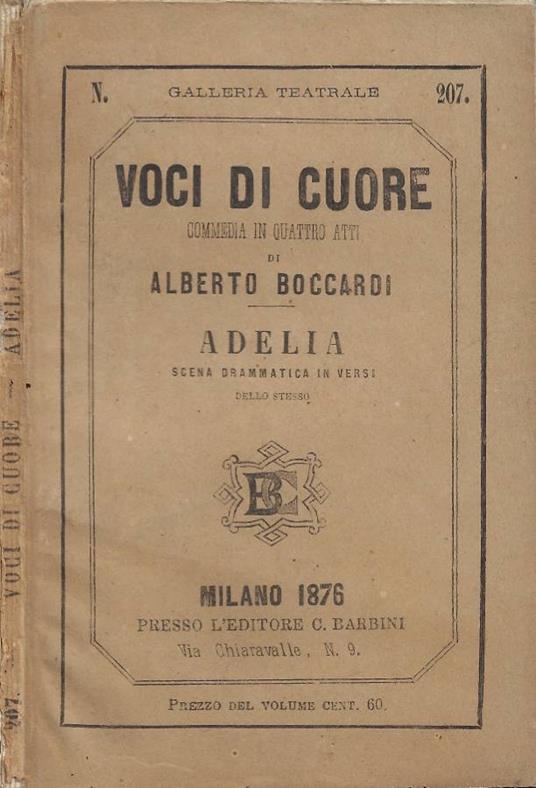 N. GALLERIA TEATRALE 207.
VOCI DI CUORE
COMMEDIA IN QUATTRO ATTI
DI
ALBERTO BOCCARDI
ADELIA
SCENA DRAMMATICA IN VERSI
DELLO STESSO
BC
MILANO 1876
PRESSO L'EDITORE C. BARBINI
Via Chiaravalle, N. 9.
PREZZO DEL VOLUME CENT. 60.
207. VOCI DI CUORE — ADELIA